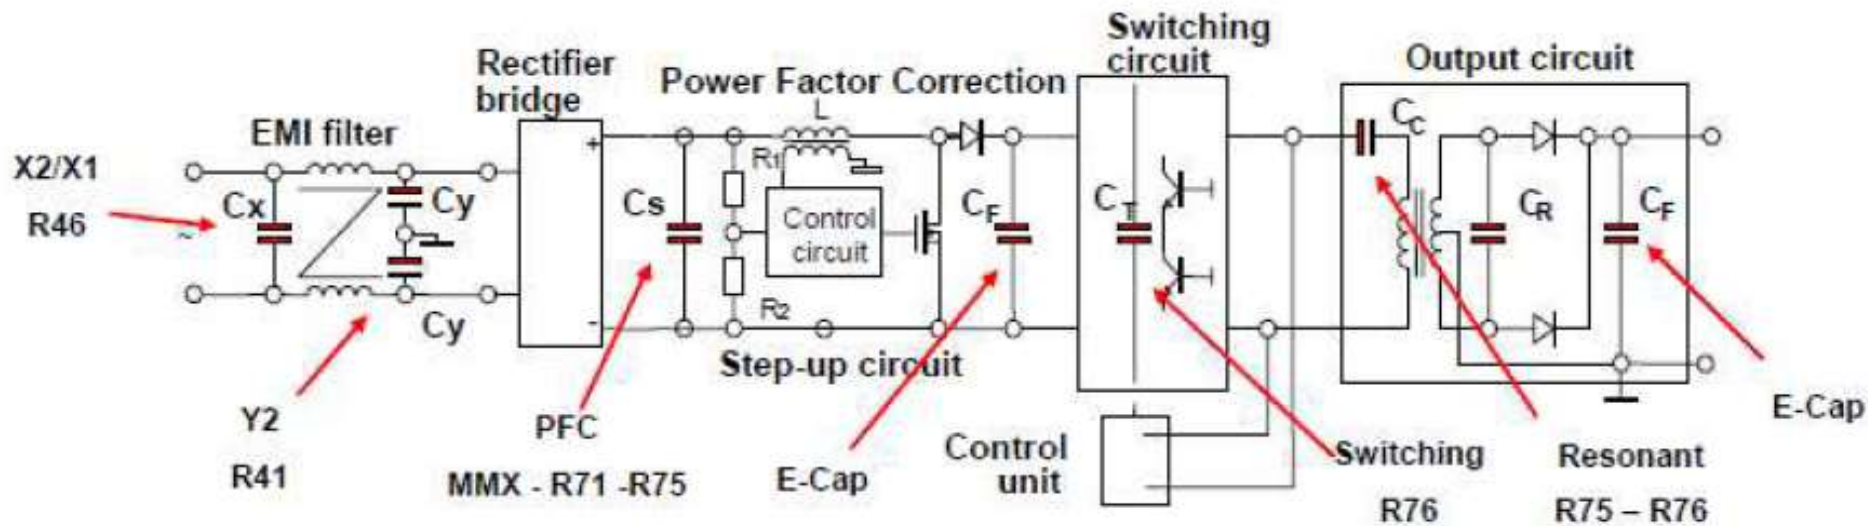 Switching
circuit
Output circuit
Rectifier
bridge
Power Factor Correction
EMI filter
L
X2/X1
R46
~
Cx
Cy
Cy
+
-
Cs
R1
R2
Control
circuit
CF
CT
CC
CR
CF
Step-up circuit
Y2
R41
PFC
MMX - R71 -R75
E-Cap
Control
unit
Switching
R76
Resonant
R75 – R76
E-Cap